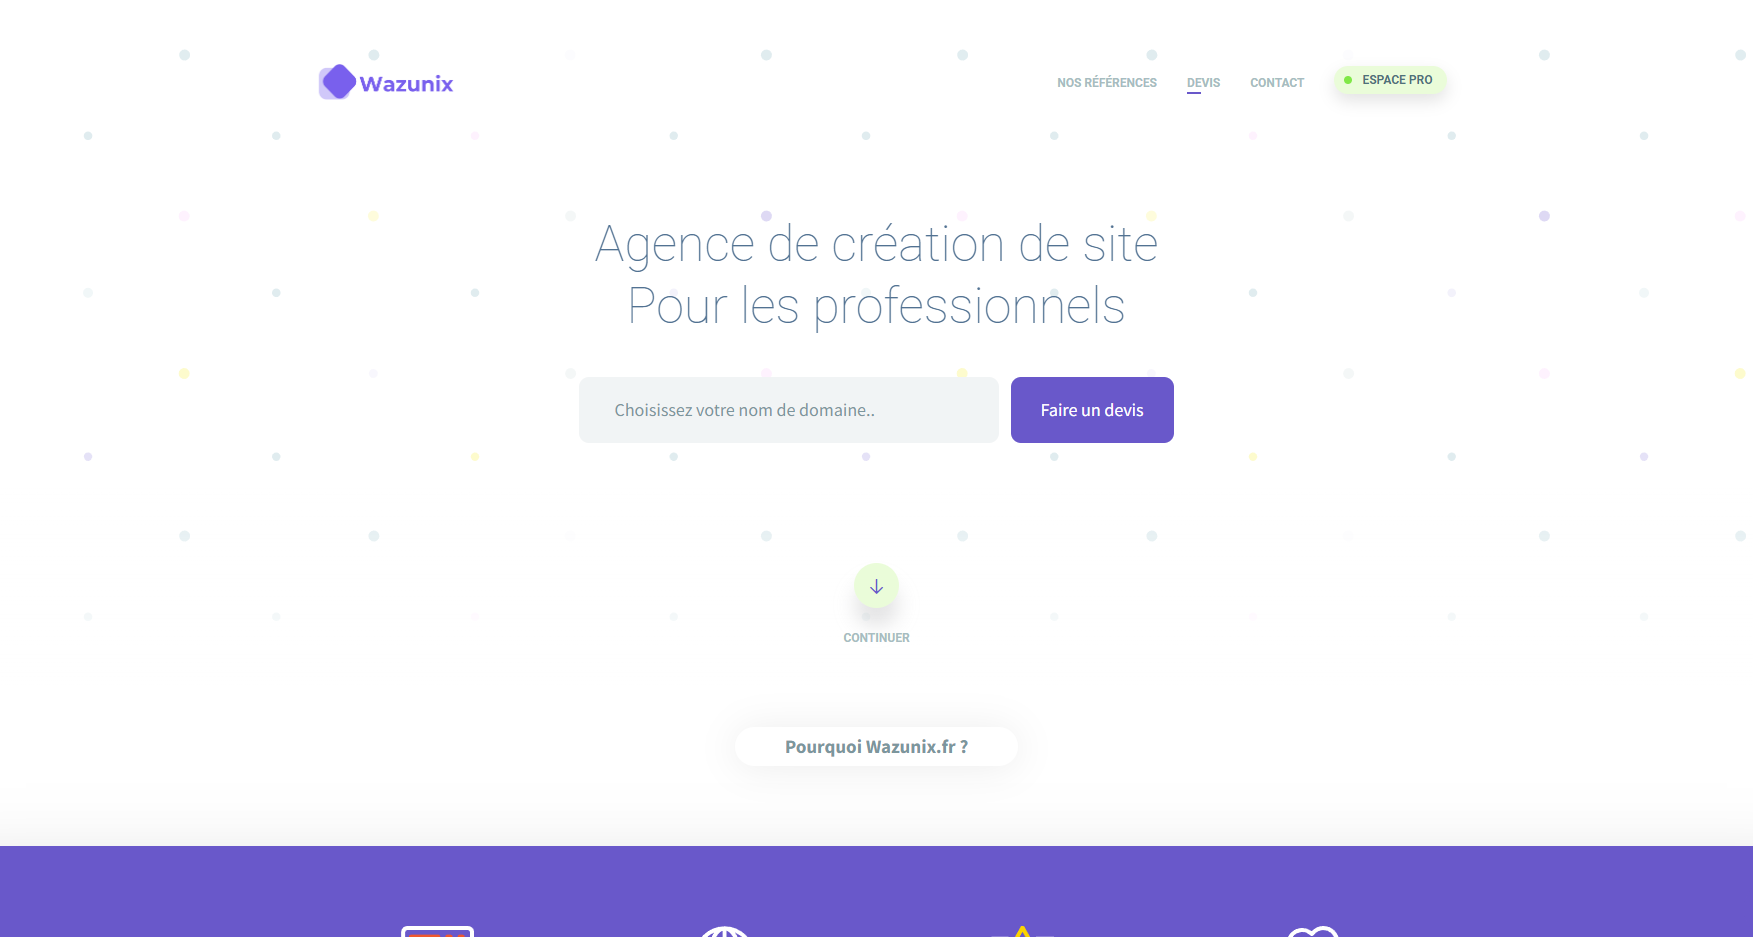 Wazunix
NOS RÉFÉRENCES
DEVIS
CONTACT
ESPACE PRO
Agence de création de site
Pour les professionnels
Choisissez votre nom de domaine..
Faire un devis
CONTINUER
Pourquoi Wazunix.fr ?